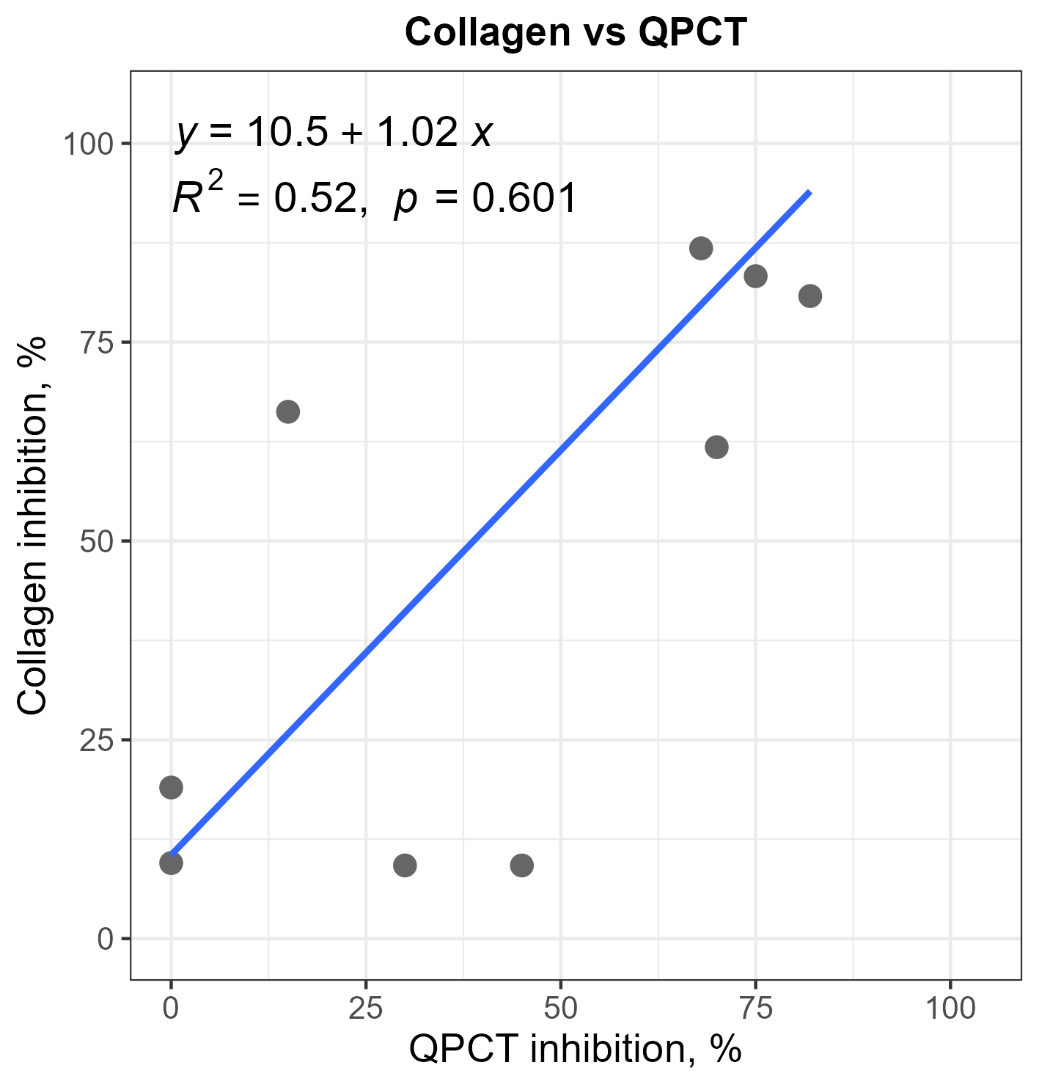 Collagen vs QPCT
y = 10.5 + 1.02 x
R² = 0.52, p = 0.601
100
75
50
25
0
Collagen inhibition, %
0 25 50 75 100
QPCT inhibition, %